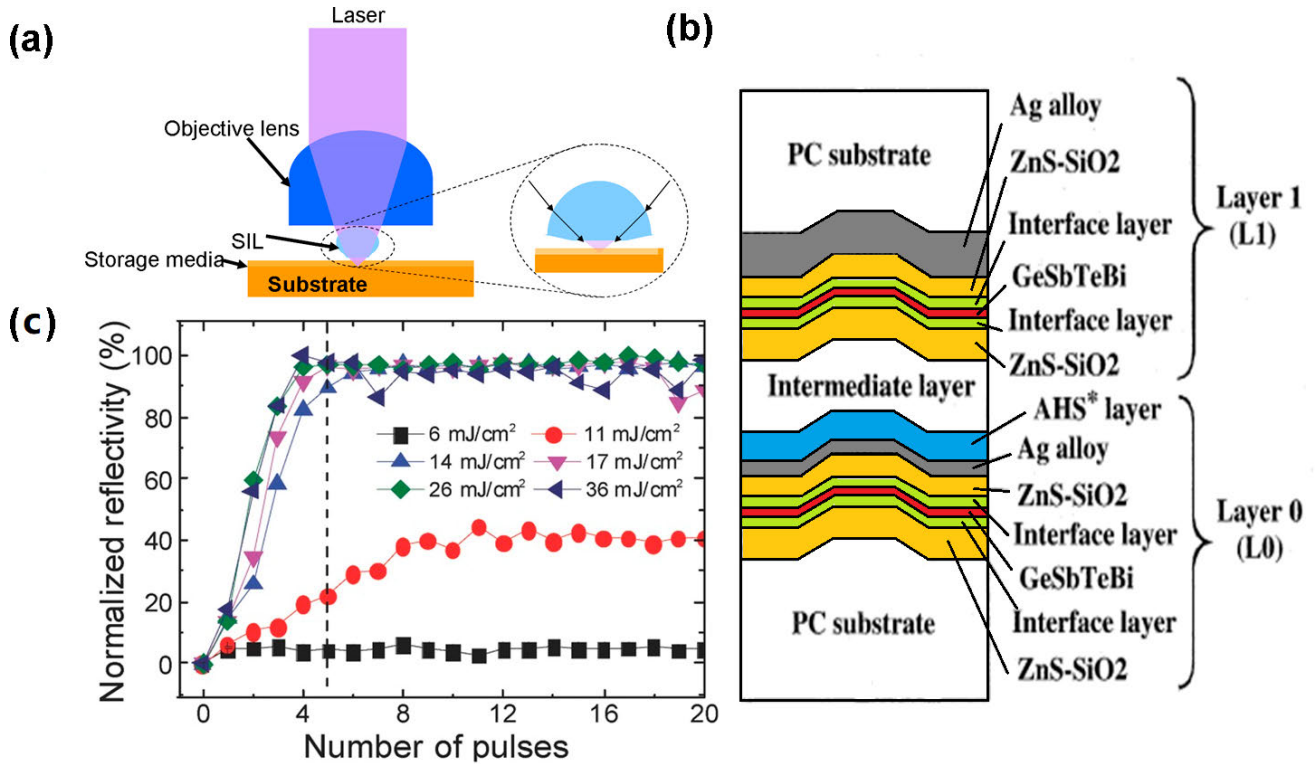 (a)
Laser
Objective lens
SIL
Storage media
Substrate
(b)
PC substrate
Intermediate layer
PC substrate
Ag alloy
ZnS-SiO2
Interface layer
GeSbTeBi
Interface layer
ZnS-SiO2
Layer 1
(L1)
AHS* layer
Ag alloy
ZnS-SiO2
Interface layer
GeSbTeBi
Interface layer
ZnS-SiO2
Layer 0
(L0)
(c)
Normalized reflectivity (%)
100
80
60
40
20
0
6 mJ/cm² 11 mJ/cm²
14 mJ/cm² 17 mJ/cm²
26 mJ/cm² 36 mJ/cm²
0 4 8 12 16 20
Number of pulses